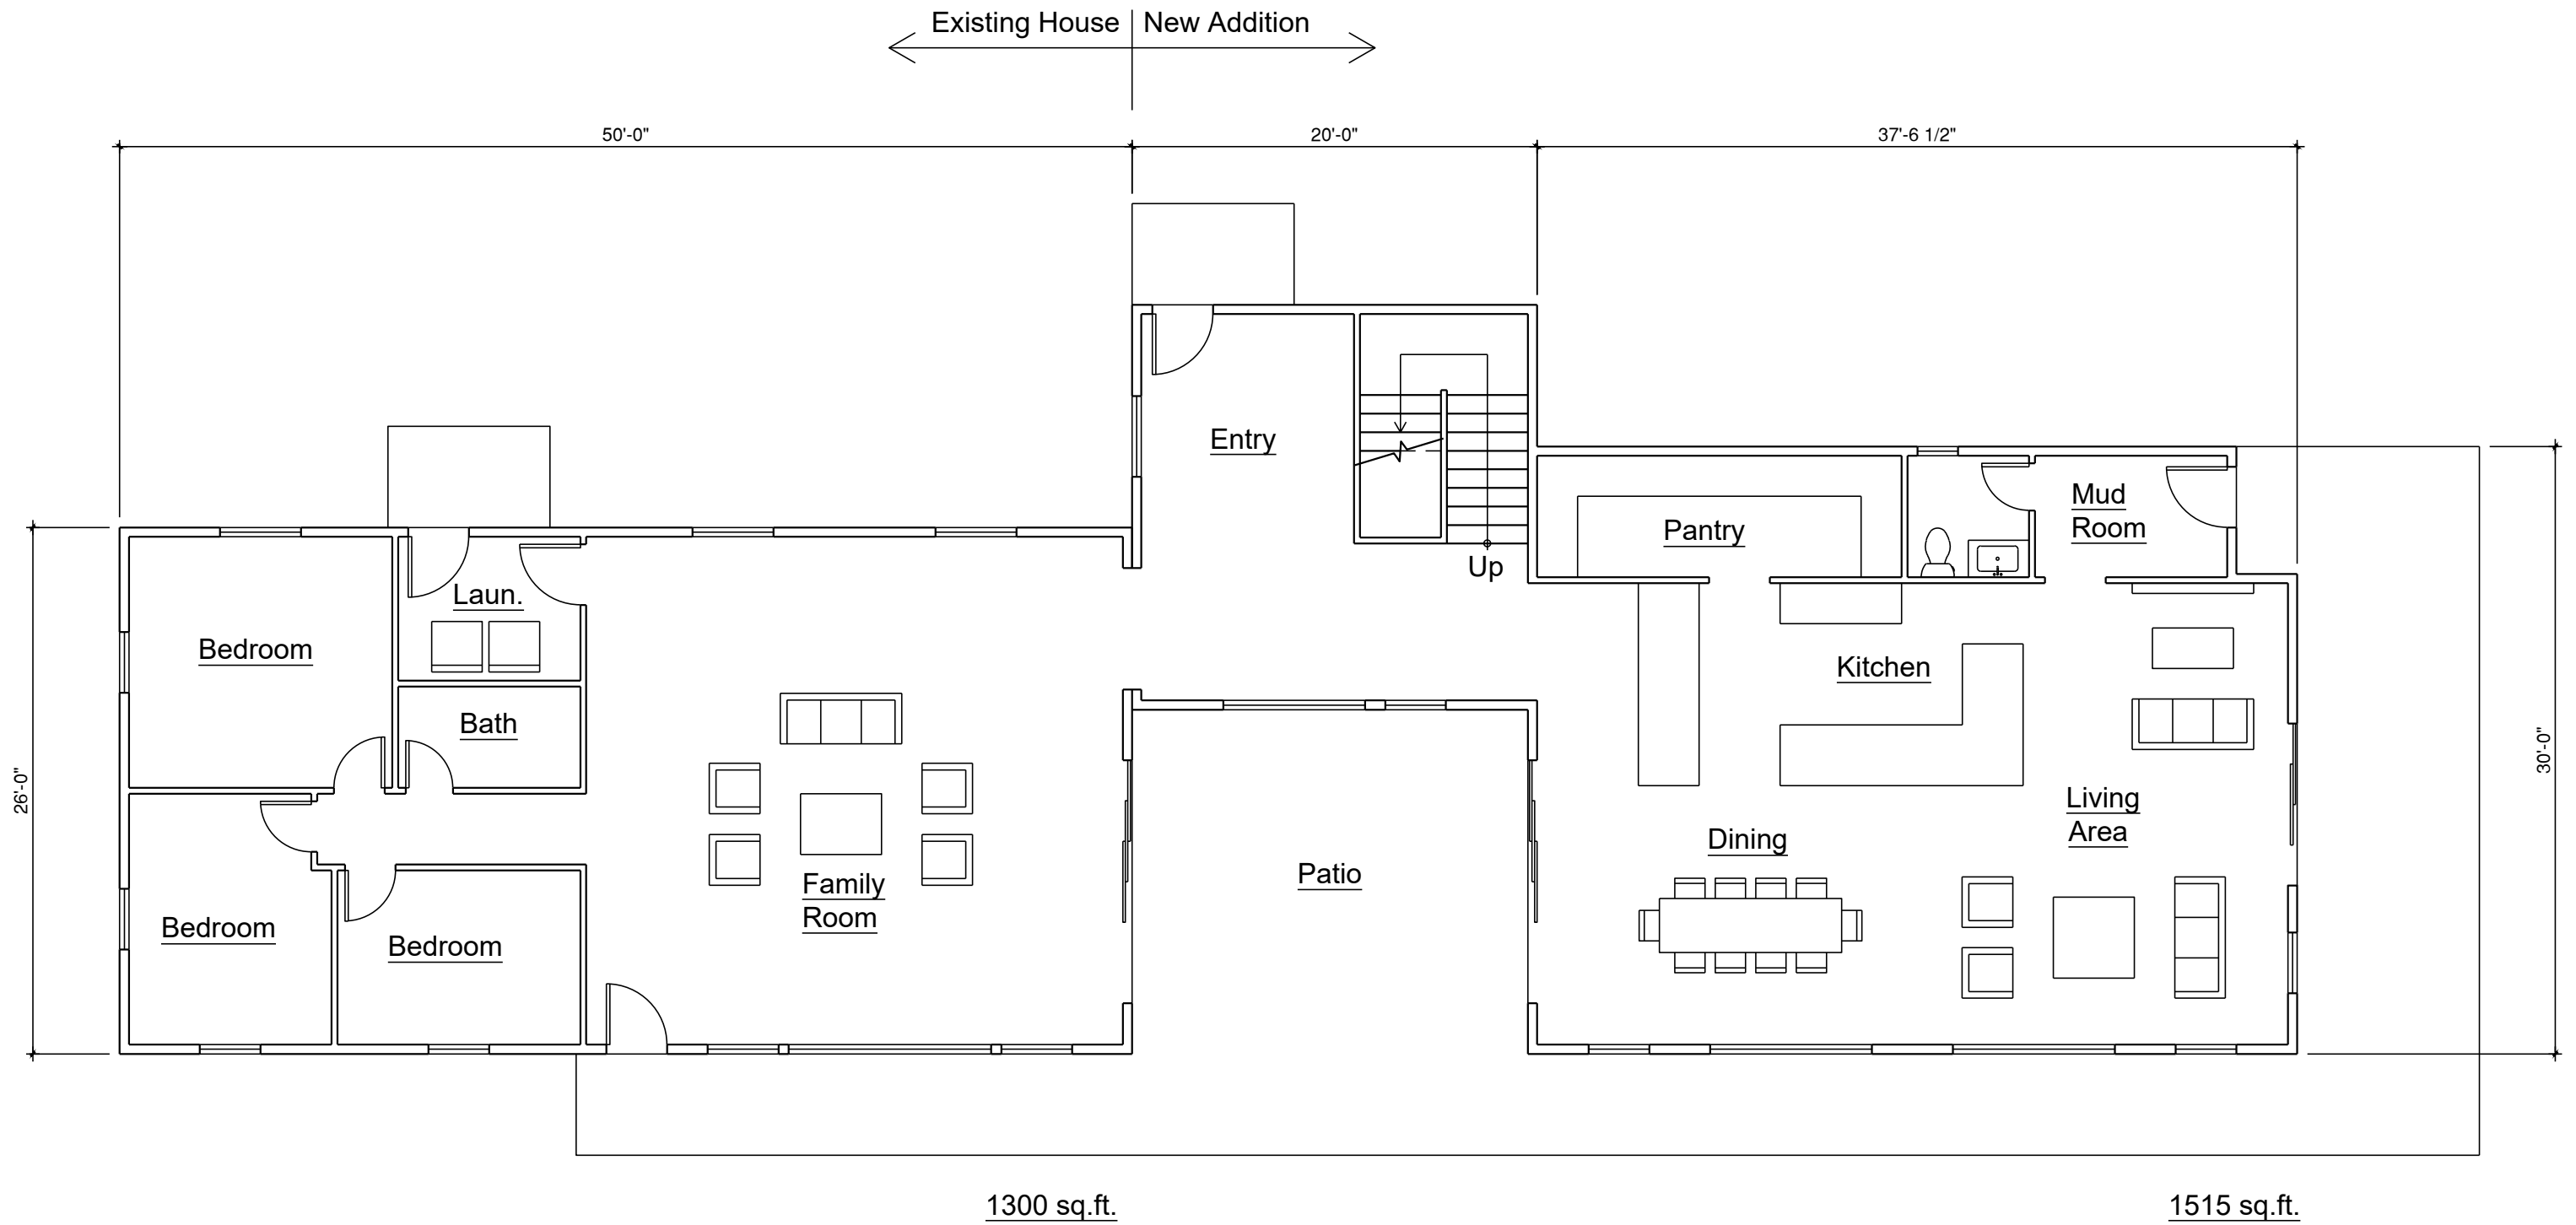 Existing House
New Addition
50'-0"
20'-0"
37'-6 1/2"
Entry
Mud
Room
Pantry
Up
Laun.
Bedroom
Kitchen
Bath
26'-0"
30'-0"
Living
Area
Dining
Patio
Family
Room
Bedroom
Bedroom
1300 sq.ft.
1515 sq.ft.